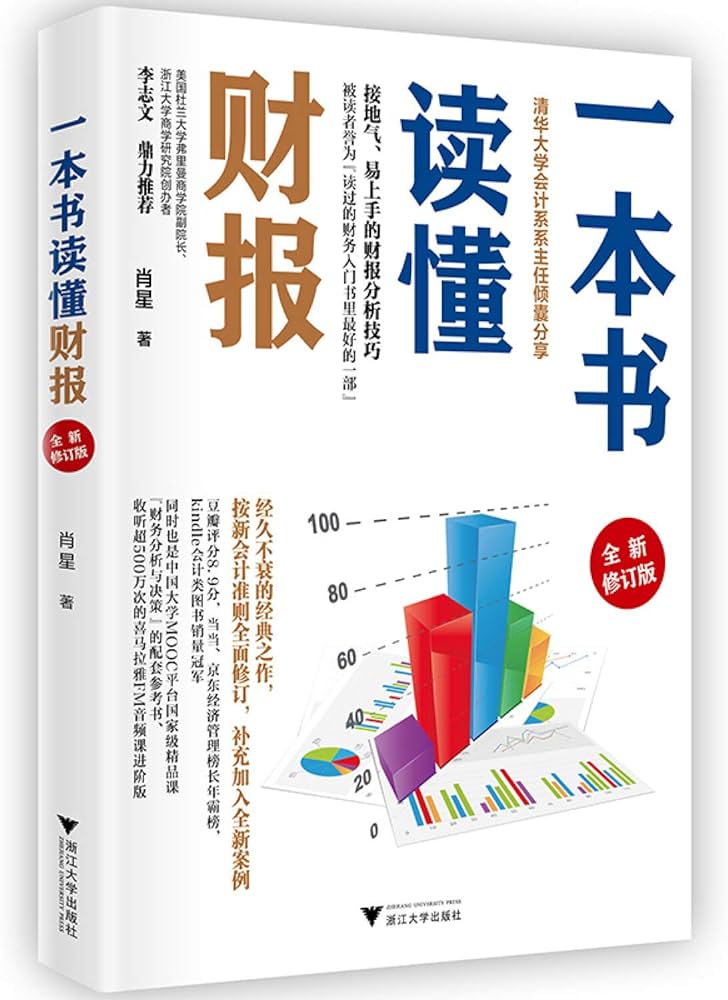 一本书
清华大学会计系系主任倾囊分享
读懂
接地气、易上手的财报分析技巧
被读者誉为『读过的财务入门书里最好的一部』
财报
美国杜兰大学弗里曼商学院副院长、
浙江大学商学研究院创办者
李志文 鼎力推荐
肖星 著
全新
修订版
经久不衰的经典之作,
按新会计准则全面修订,补充加入全新案例
豆瓣评分8.9分,当当、京东经济管理榜长年霸榜,
kindle会计类图书销量冠军
同时也是中国大学MOOC平台国家级精品课
『财务分析与决策』的配套参考书、
收听超500万次的喜马拉雅FM音频课进阶版
100
80
60
40
20
0
ZHEJIANG UNIVERSITY PRESS
浙江大学出版社
一本书读懂财报
全新
修订版
肖星 著
浙江大学出版社
ZHEJIANG UNIVERSITY PRESS